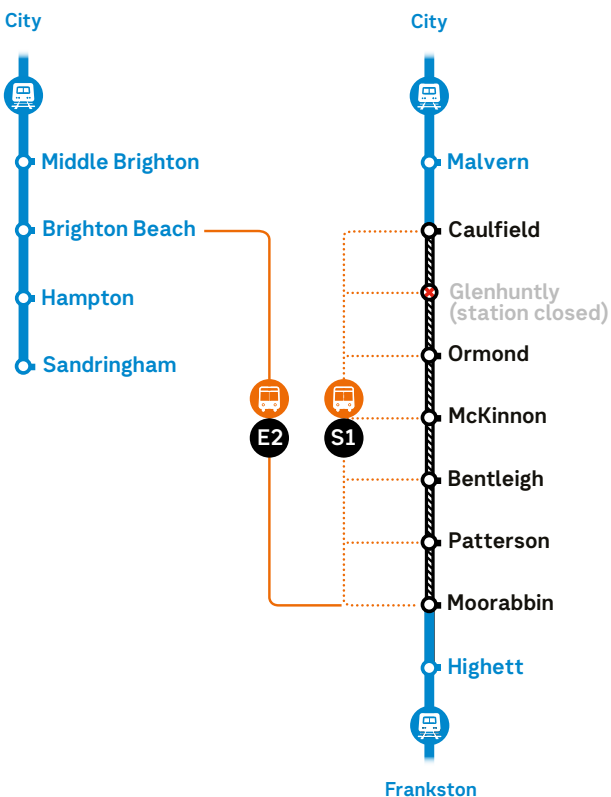 City
Middle Brighton
Brighton Beach
Hampton
Sandringham
E2
S1
City
Malvern
Caulfield
Glenhuntly
(station closed)
Ormond
McKinnon
Bentleigh
Patterson
Moorabbin
Highett
Frankston